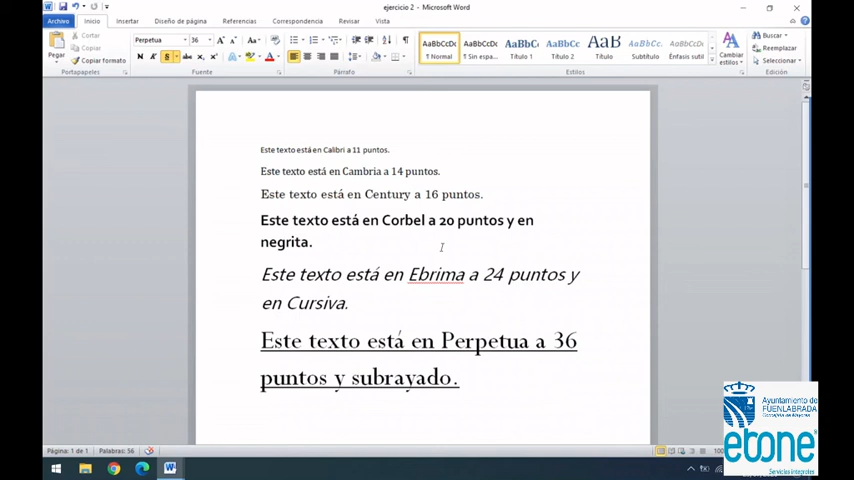 ejercicio 2 - Microsoft Word
Archivo Inicio Insertar Diseño de página Referencias Correspondencia Revisar Vista
Pegar
Cortar
Copiar
Copiar formato
Portapapeles
Perpetua 36
Fuente
Párrafo
AaBbCcDc AaBbCcDc AaBbC AaBbCc AaB AaBbCc. AaBbCcDc
¶ Normal ¶ Sin espa... Título 1 Título 2 Título Subtítulo Énfasis sutil
Cambiar estilos
Estilos
Buscar
Reemplazar
Seleccionar
Edición
Este texto está en Calibri a 11 puntos.
Este texto está en Cambria a 14 puntos.
Este texto está en Century a 16 puntos.
Este texto está en Corbel a 20 puntos y en
negrita.
Este texto está en Ebrima a 24 puntos y
en Cursiva.
Este texto está en Perpetua a 36
puntos y subrayado.
Página: 1 de 1 Palabras: 56
Ayuntamiento de
FUENLABRADA
Concejalía de Mayores
ebone
Servicios integrales